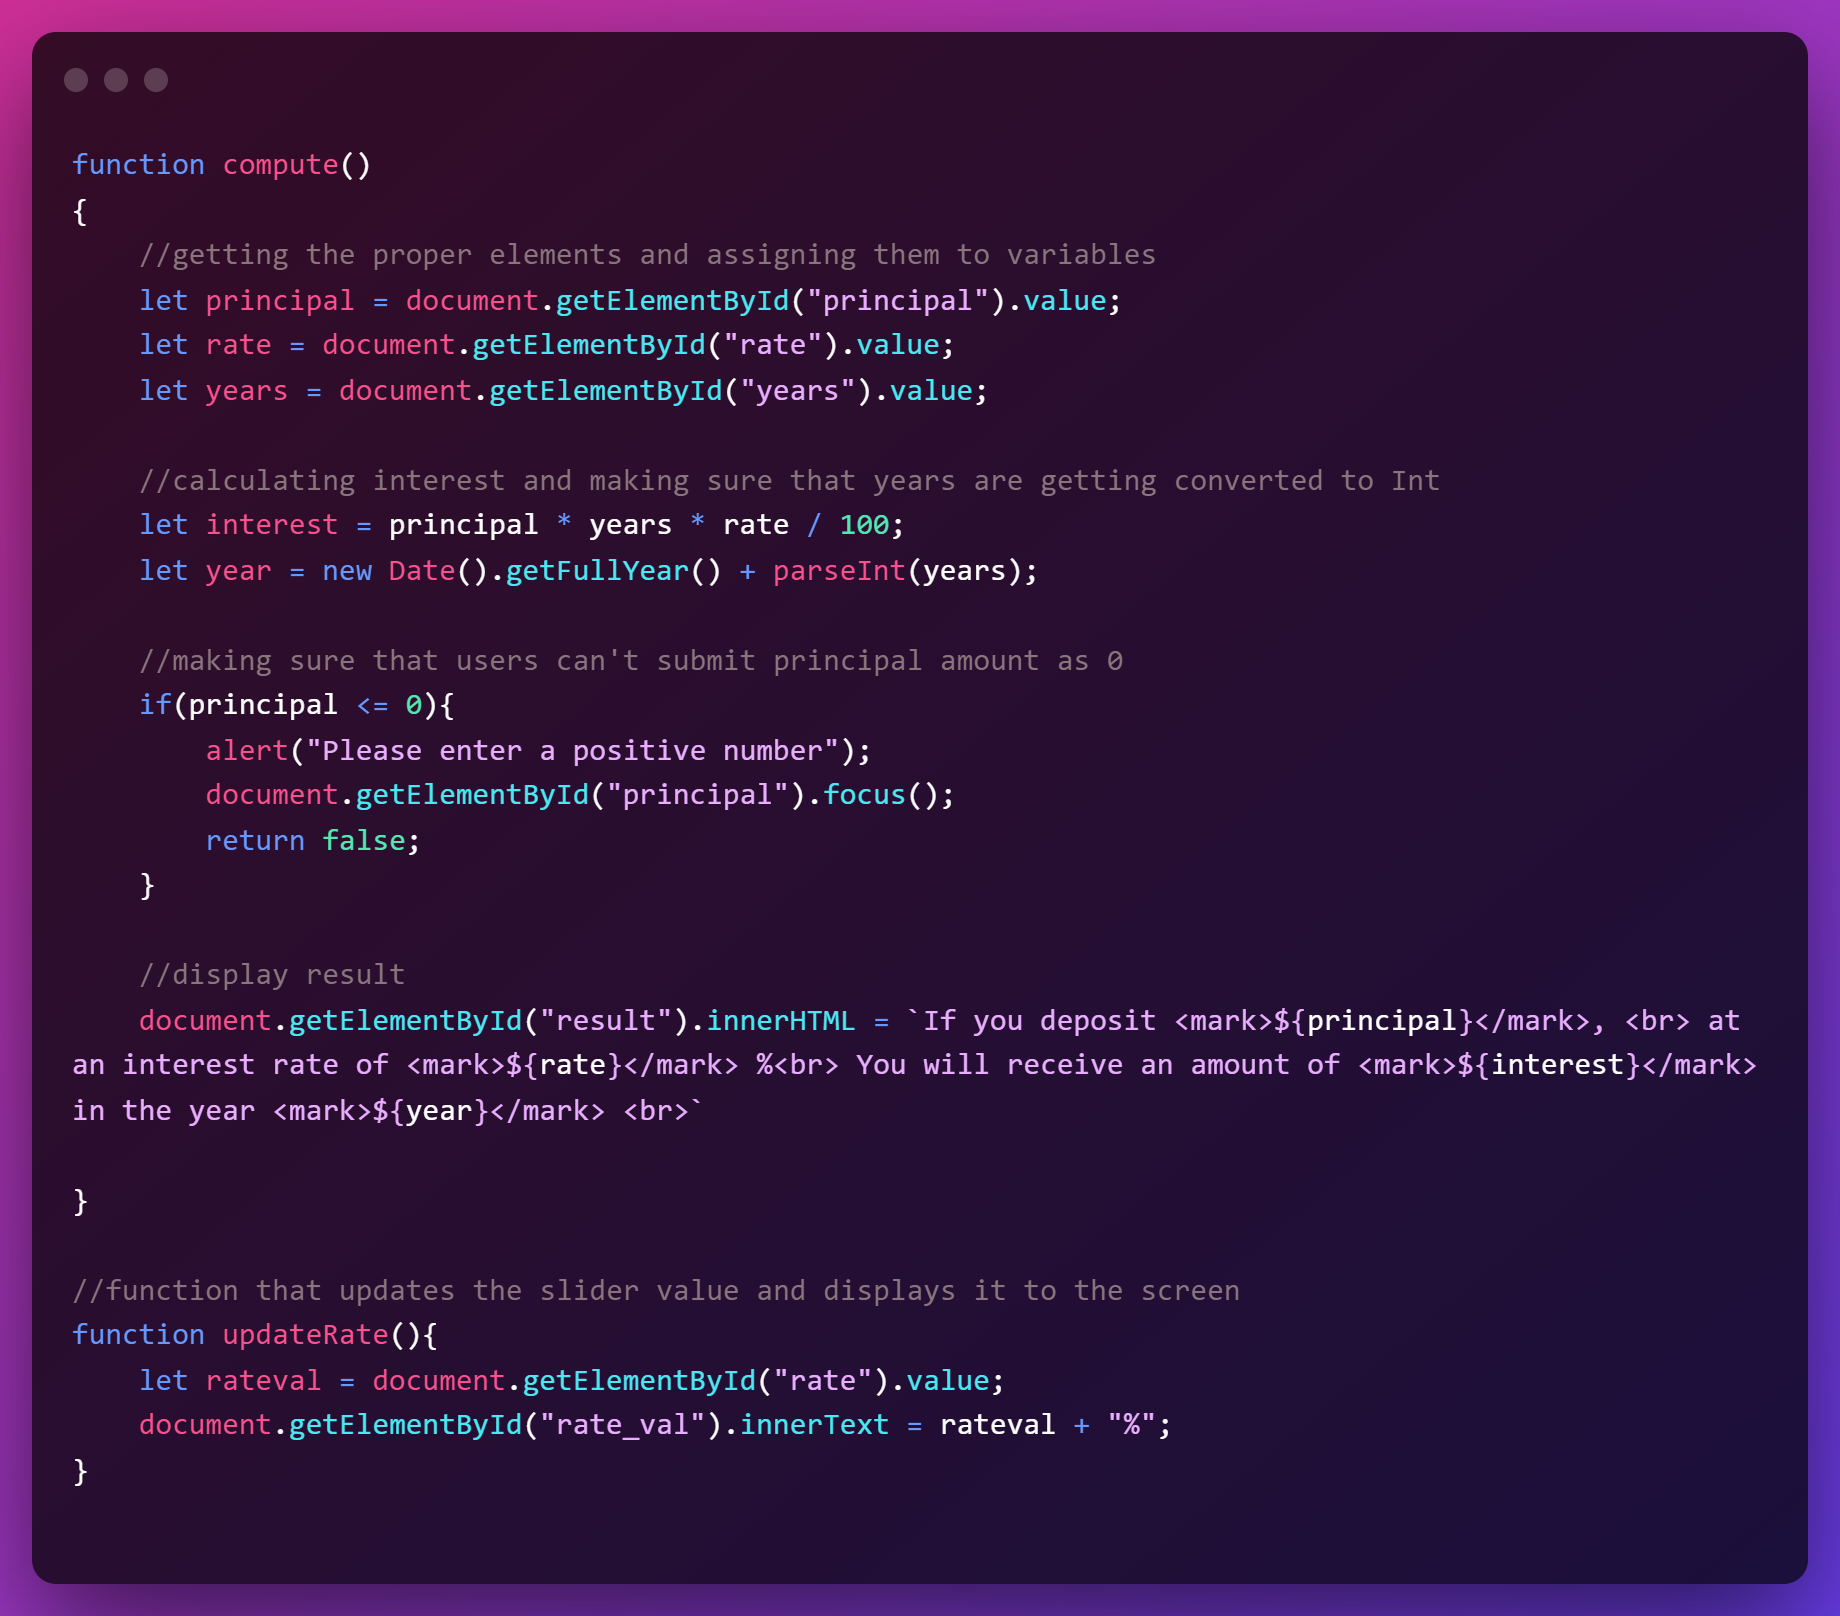 function compute()
{
    //getting the proper elements and assigning them to variables
    let principal = document.getElementById("principal").value;
    let rate = document.getElementById("rate").value;
    let years = document.getElementById("years").value;

    //calculating interest and making sure that years are getting converted to Int
    let interest = principal * years * rate / 100;
    let year = new Date().getFullYear() + parseInt(years);

    //making sure that users can't submit principal amount as 0
    if(principal <= 0){
        alert("Please enter a positive number");
        document.getElementById("principal").focus();
        return false;
    }

    //display result
    document.getElementById("result").innerHTML = `If you deposit <mark>${principal}</mark>, <br> at
an interest rate of <mark>${rate}</mark> %<br> You will receive an amount of <mark>${interest}</mark>
in the year <mark>${year}</mark> <br>`

}

//function that updates the slider value and displays it to the screen
function updateRate(){
    let rateval = document.getElementById("rate").value;
    document.getElementById("rate_val").innerText = rateval + "%";
}